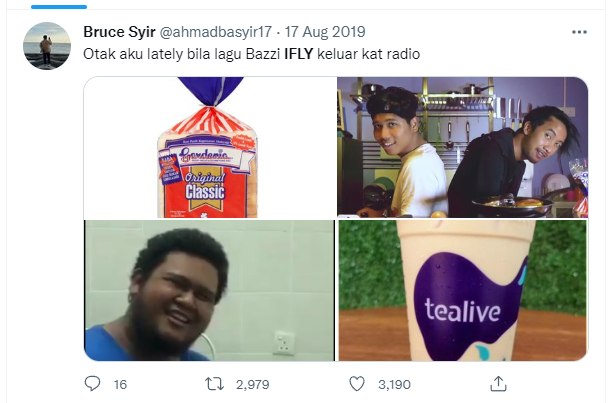 Bruce Syir @ahmadbasyir17 · 17 Aug 2019
Otak aku lately bila lagu Bazzi IFLY keluar kat radio
Gardenia
Original
Classic
tealive
16
2,979
3,190